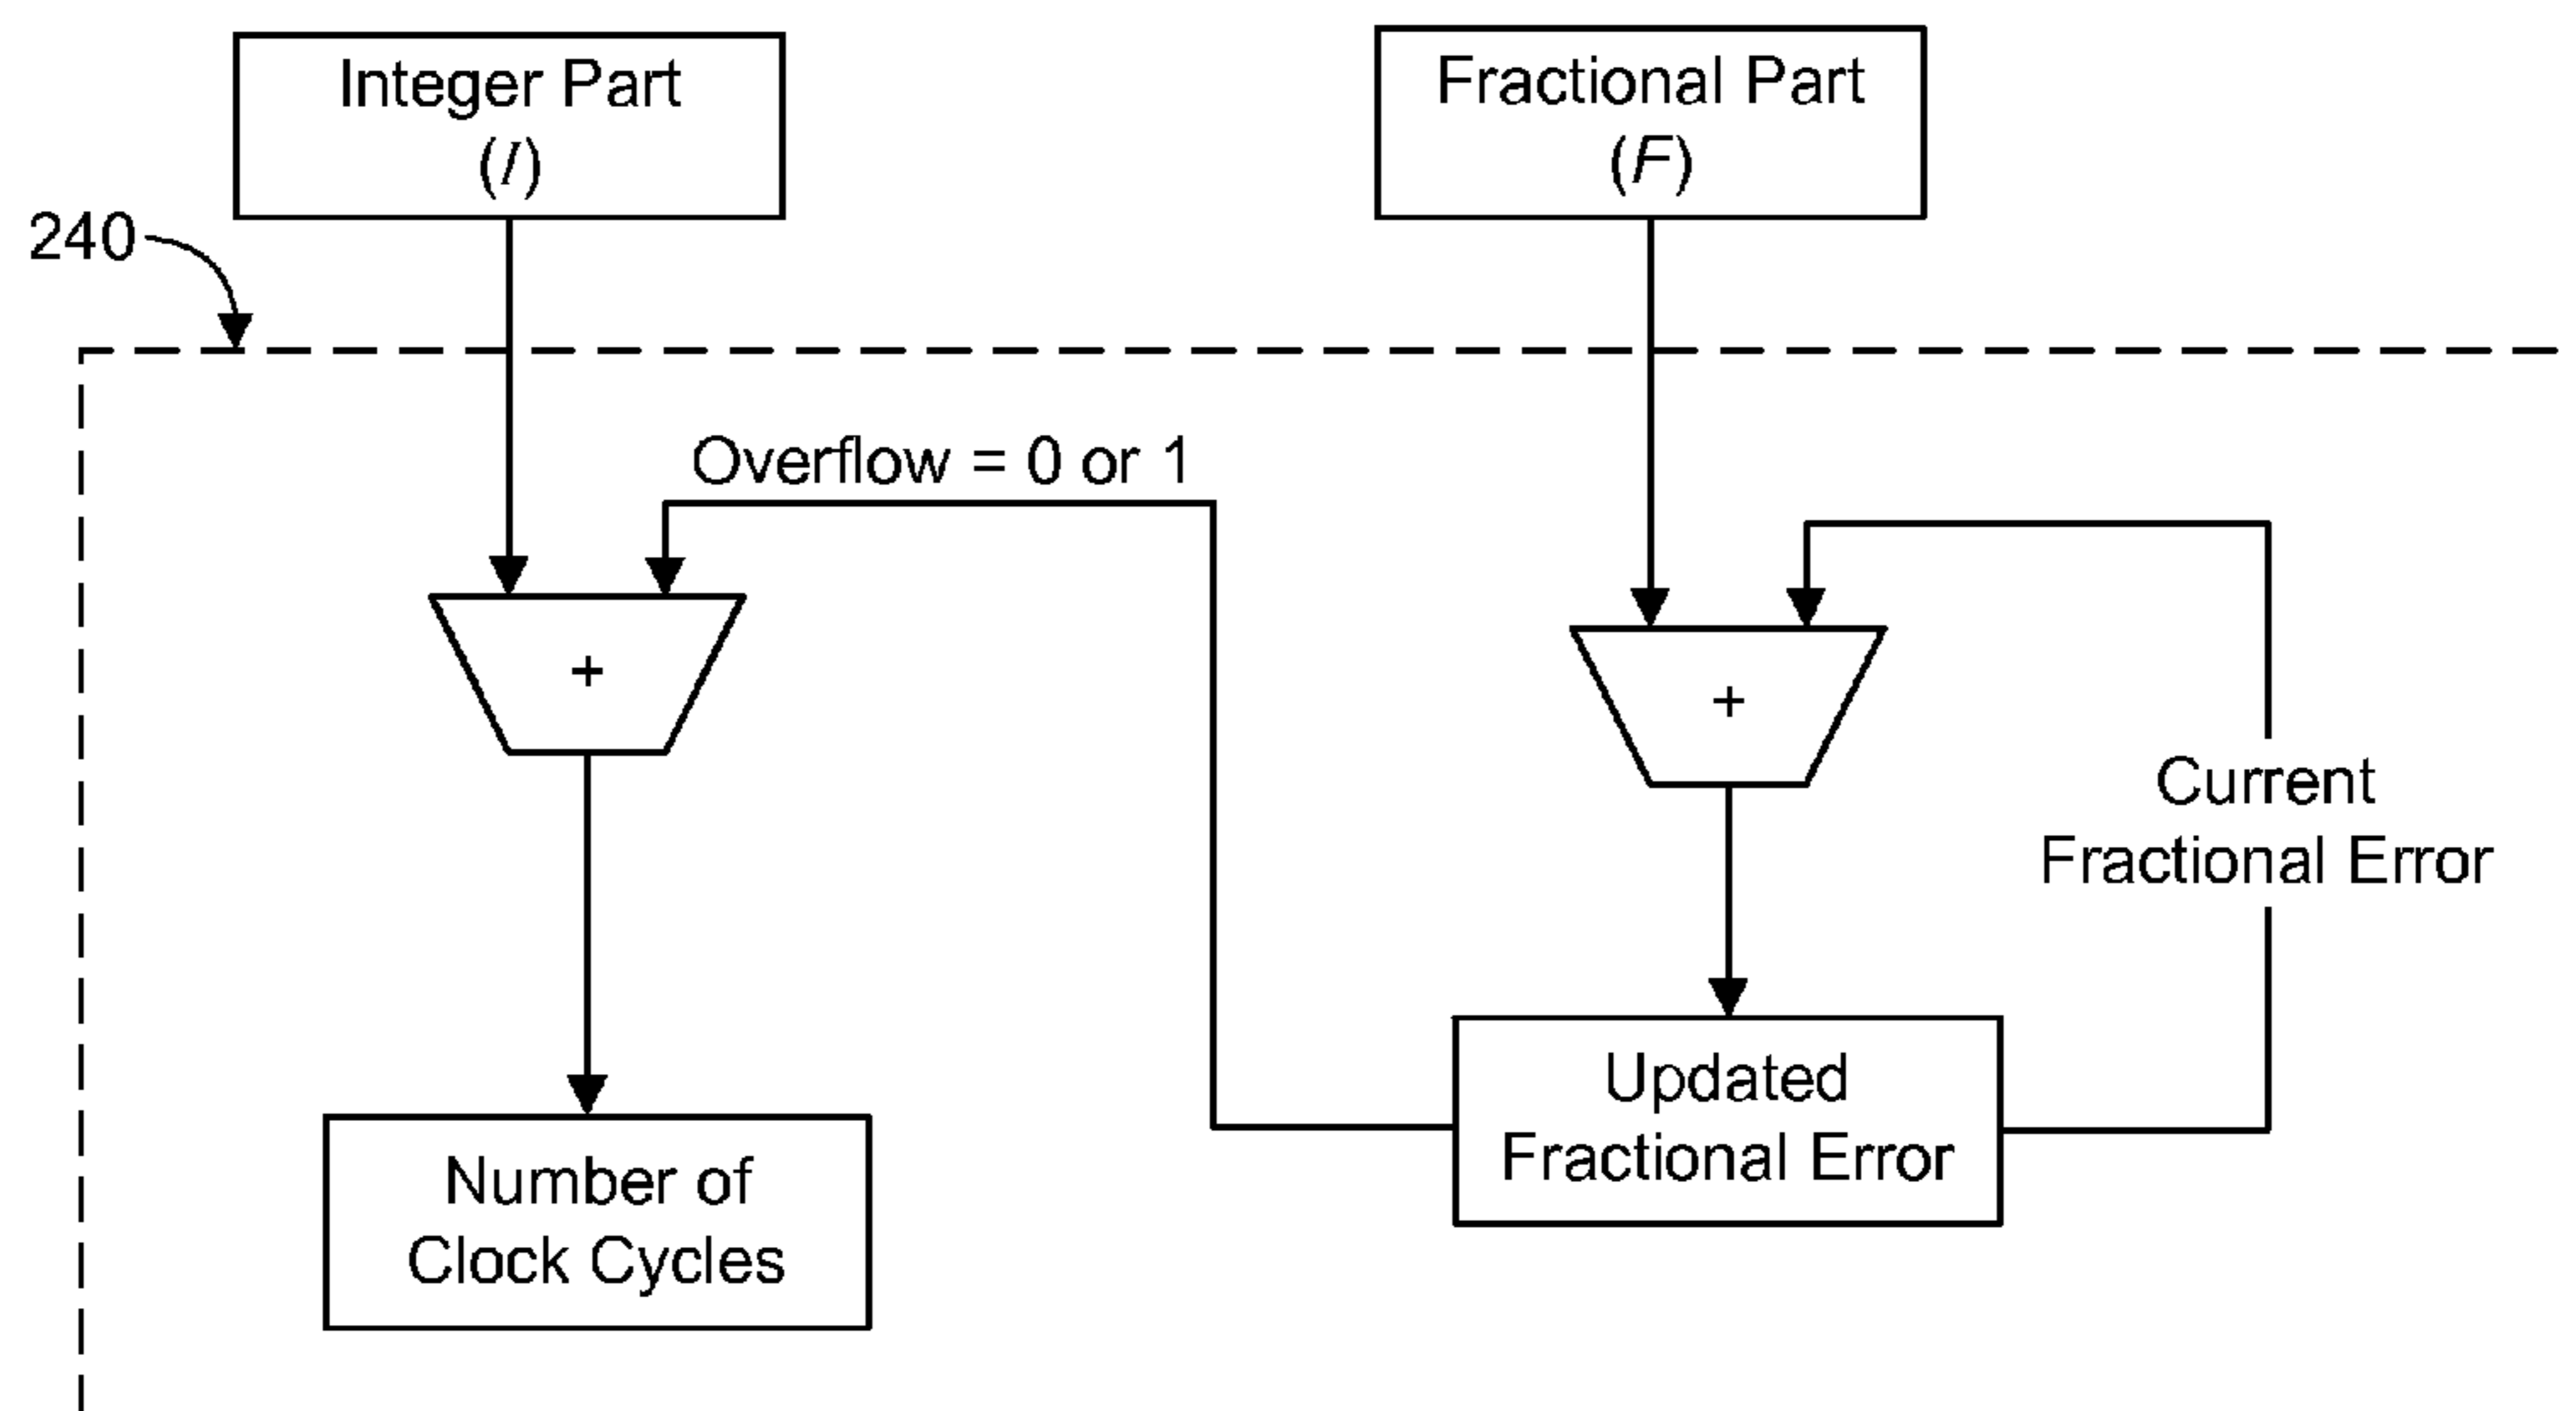 Integer Part
(I)
Fractional Part
(F)
240
Overflow = 0 or 1
+
+
Current
Fractional Error
Updated
Fractional Error
Number of
Clock Cycles